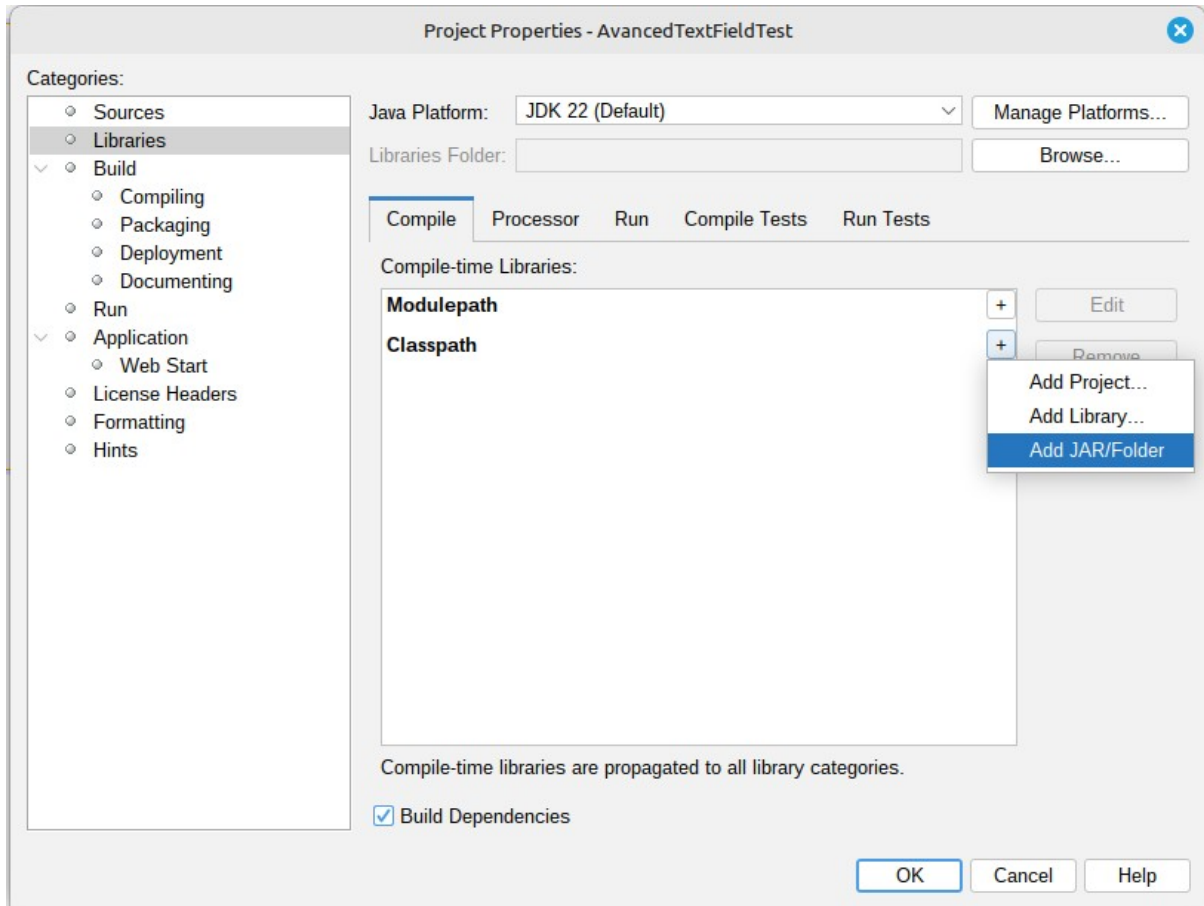 Project Properties - AvancedTextFieldTest
Categories:
Sources
Libraries
Build
Compiling
Packaging
Deployment
Documenting
Run
Application
Web Start
License Headers
Formatting
Hints
Java Platform:
JDK 22 (Default)
Manage Platforms...
Libraries Folder:
Browse...
Compile Processor Run Compile Tests Run Tests
Compile-time Libraries:
Modulepath
+
Edit
Classpath
+
Remove
Add Project...
Add Library...
Add JAR/Folder
Compile-time libraries are propagated to all library categories.
Build Dependencies
OK Cancel Help